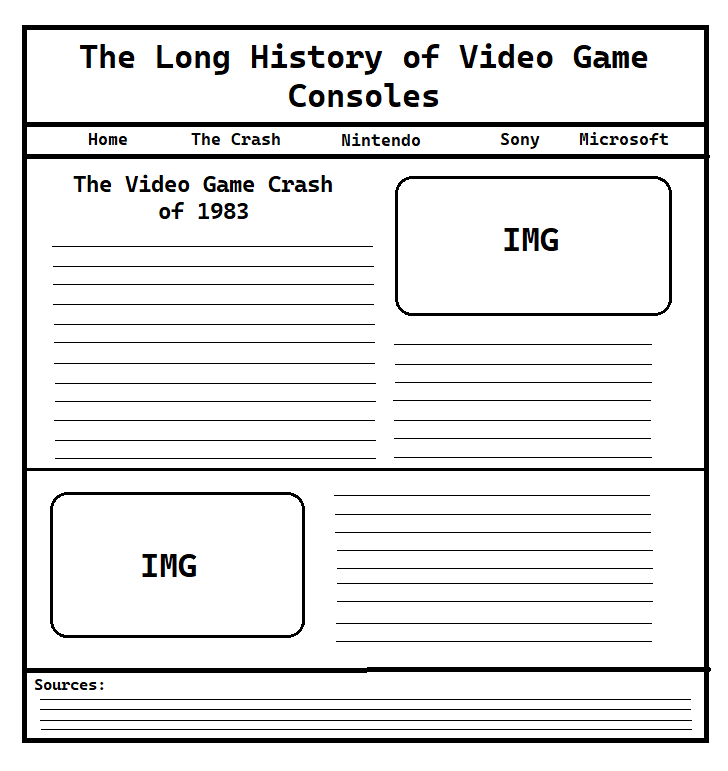 The Long History of Video Game
Consoles
Home The Crash Nintendo Sony Microsoft
The Video Game Crash
of 1983
IMG
IMG
Sources: